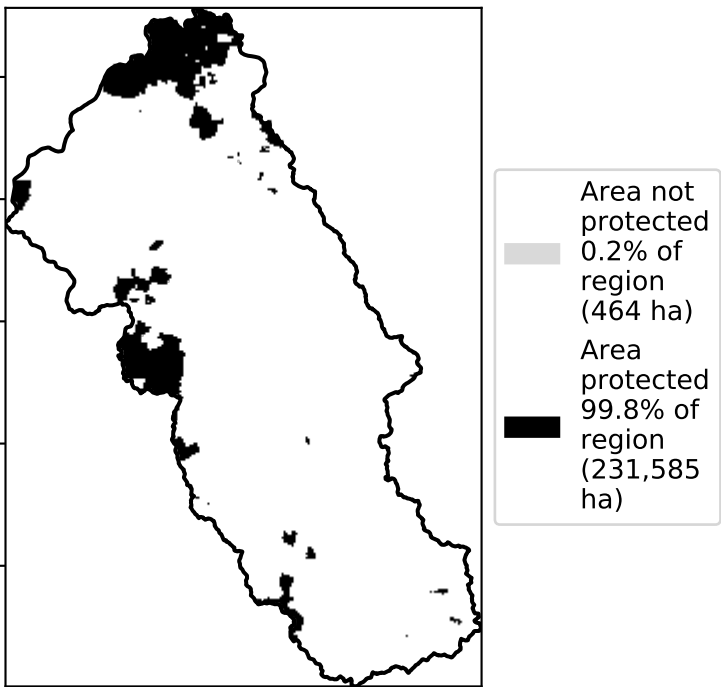 Area not
protected
0.2% of
region
(464 ha)
Area
protected
99.8% of
region
(231,585
ha)